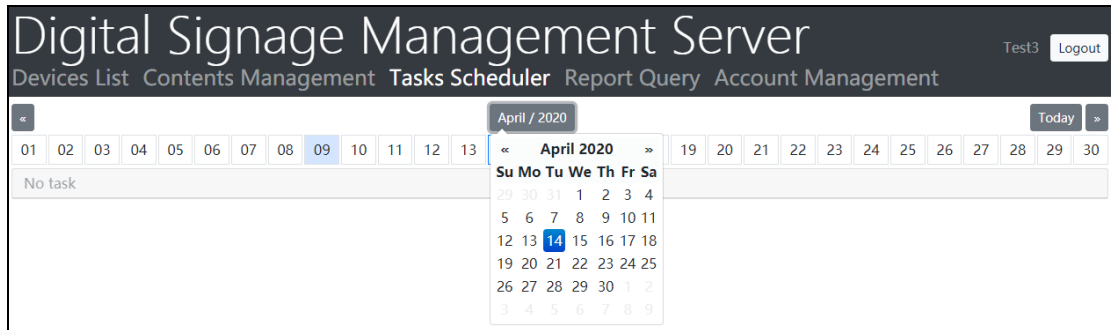 Digital Signage Management Server
Test3 Logout
Devices List Contents Management Tasks Scheduler Report Query Account Management
« April / 2020 Today »
01 02 03 04 05 06 07 08 09 10 11 12 13 19 20 21 22 23 24 25 26 27 28 29 30
No task
« April 2020 »
Su Mo Tu We Th Fr Sa
29 30 31 1 2 3 4
5 6 7 8 9 10 11
12 13 14 15 16 17 18
19 20 21 22 23 24 25
26 27 28 29 30 1 2
3 4 5 6 7 8 9